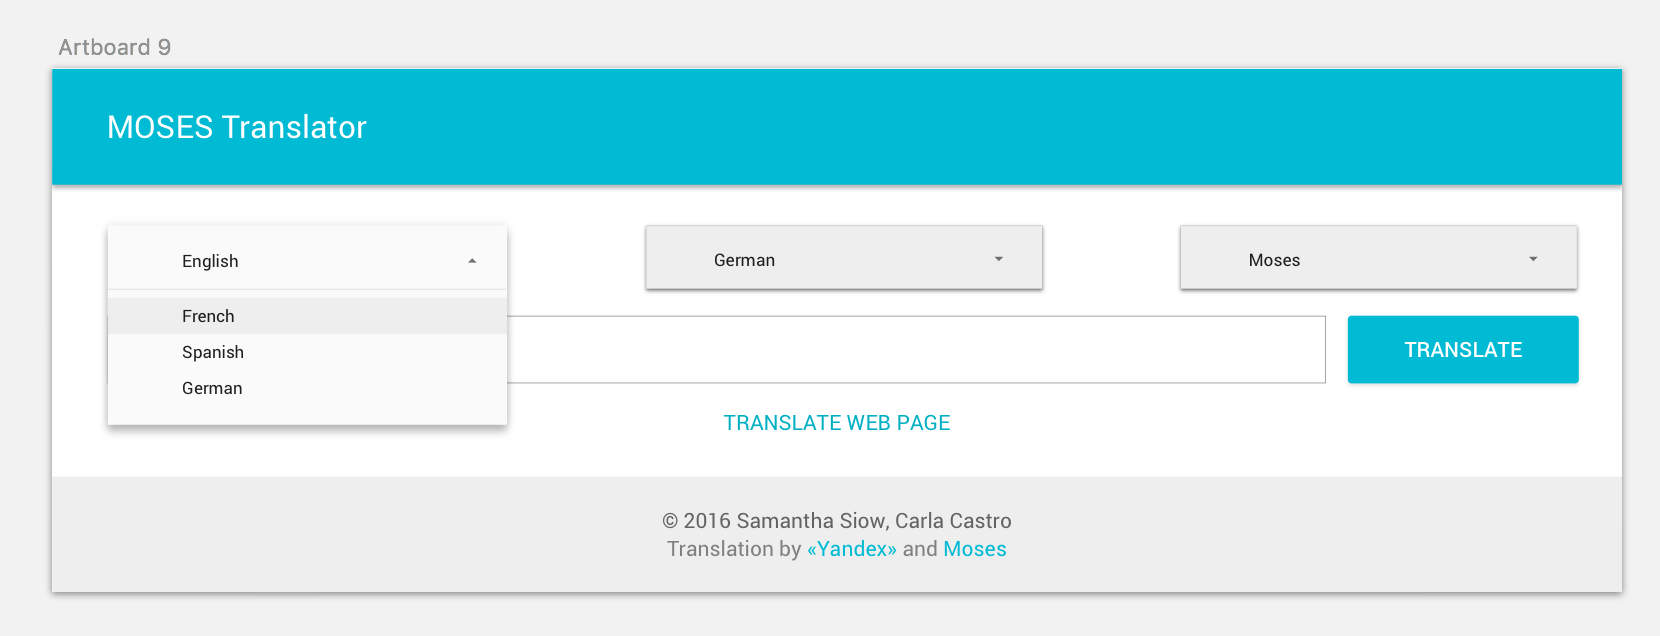 Artboard 9
MOSES Translator
English
German
Moses
French
Spanish
German
TRANSLATE
TRANSLATE WEB PAGE
© 2016 Samantha Siow, Carla Castro
Translation by «Yandex» and Moses